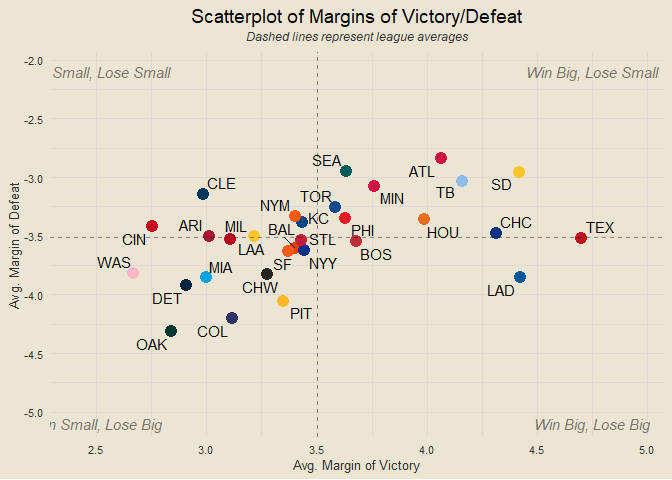 Scatterplot of Margins of Victory/Defeat
Dashed lines represent league averages
-2.0
Small, Lose Small
Win Big, Lose Small
-2.5
SEA
ATL
-3.0
CLE
TB
SD
MIN
NYM
TOR
KC
ARI
MIL
BAL
PHI
HOU
CHC
TEX
CIN
-3.5
LAA
STL
BOS
WAS
MIA
SF
NYY
DET
CHW
LAD
-4.0
PIT
COL
OAK
-4.5
-5.0
n Small, Lose Big
Win Big, Lose Big
2.5
3.0
3.5
4.0
4.5
5.0
Avg. Margin of Victory
Avg. Margin of Defeat